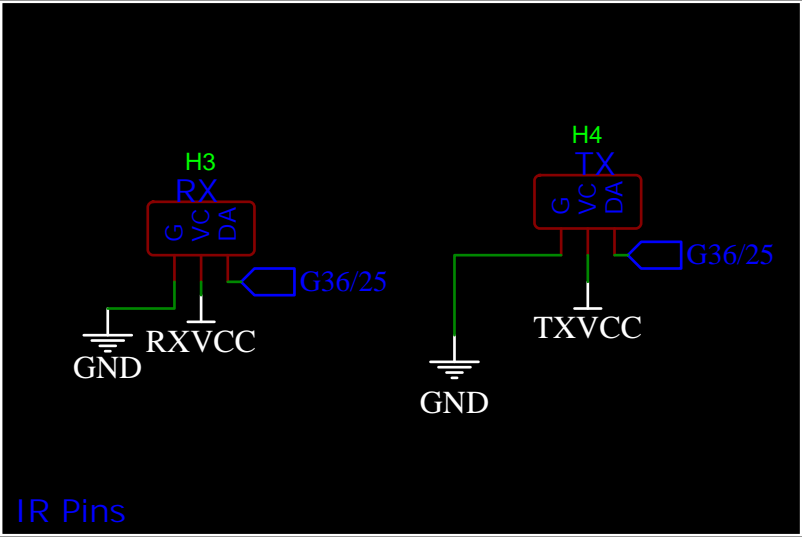 H3
RX
G VC DA
G36/25
GND
RXVCC
H4
TX
G VC DA
G36/25
GND
TXVCC
IR Pins